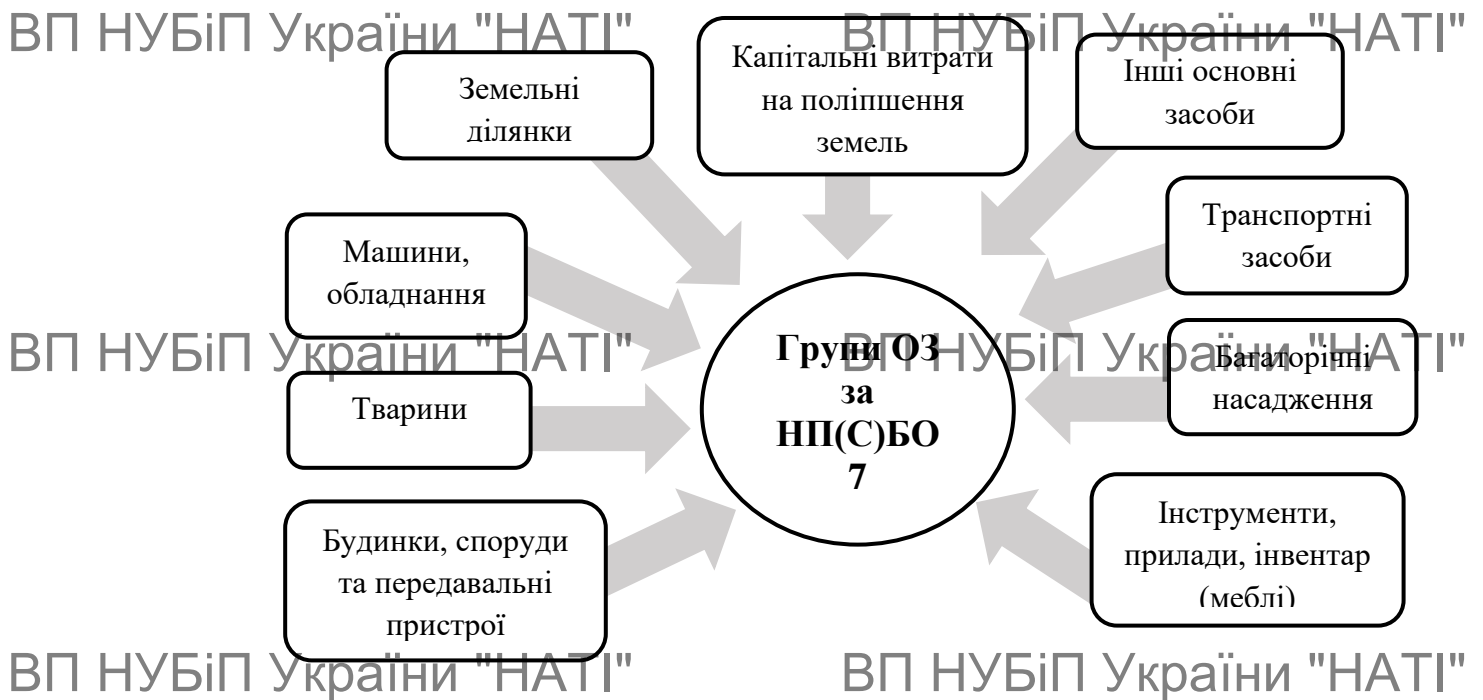 ВП НУБіП України "НАТІ"
ВП НУБіП України "НАТІ"
Земельні
ділянки
Капітальні витрати
на поліпшення
земель
Інші основні
засоби
Машини,
обладнання
Транспортні
засоби
ВП НУБіП України "НАТІ"
ВП НУБіП України "НАТІ"
Групи ОЗ
за
НП(С)БО
7
Тварини
Багаторічні
насадження
Будинки, споруди
та передавальні
пристрої
Інструменти,
прилади, інвентар
(меблі)
ВП НУБіП України "НАТІ"
ВП НУБіП України "НАТІ"